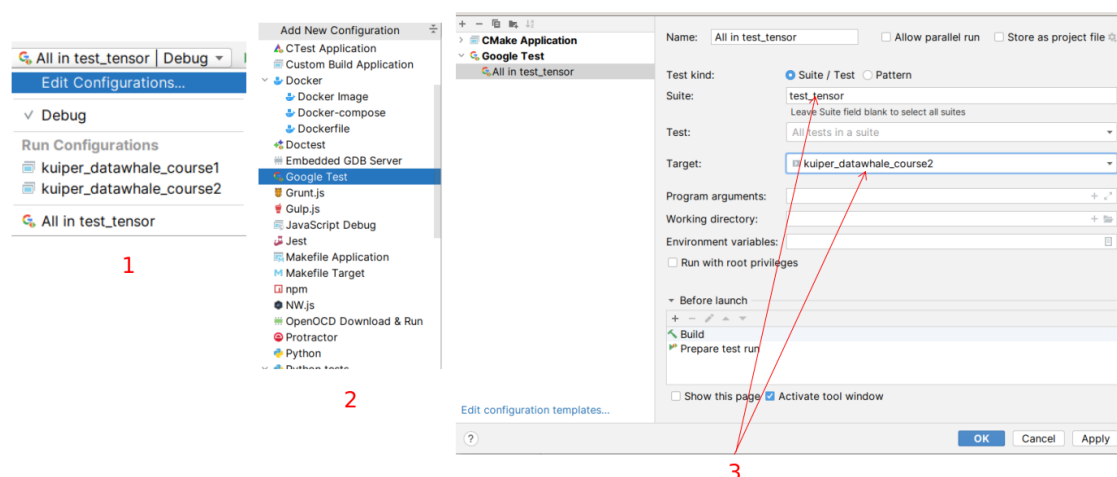 All in test_tensor | Debug
Edit Configurations...
Debug
Run Configurations
kuiper_datawhale_course1
kuiper_datawhale_course2
All in test_tensor
1
Add New Configuration
CTest Application
Custom Build Application
Docker
Docker Image
Docker-compose
Dockerfile
Doctest
Embedded GDB Server
Google Test
Grunt.js
Gulp.js
JavaScript Debug
Jest
Makefile Application
Makefile Target
npm
NW.js
OpenOCD Download & Run
Protractor
Python
Python tests
2
CMake Application
Google Test
All in test_tensor
Edit configuration templates...
?
Name: All in test_tensor Allow parallel run Store as project file
Test kind: Suite / Test Pattern
Suite: test_tensor
Leave Suite field blank to select all suites
Test: All tests in a suite
Target: kuiper_datawhale_course2
Program arguments:
Working directory:
Environment variables:
Run with root privileges
Before launch
Build
Prepare test run
Show this page Activate tool window
OK Cancel Apply
3